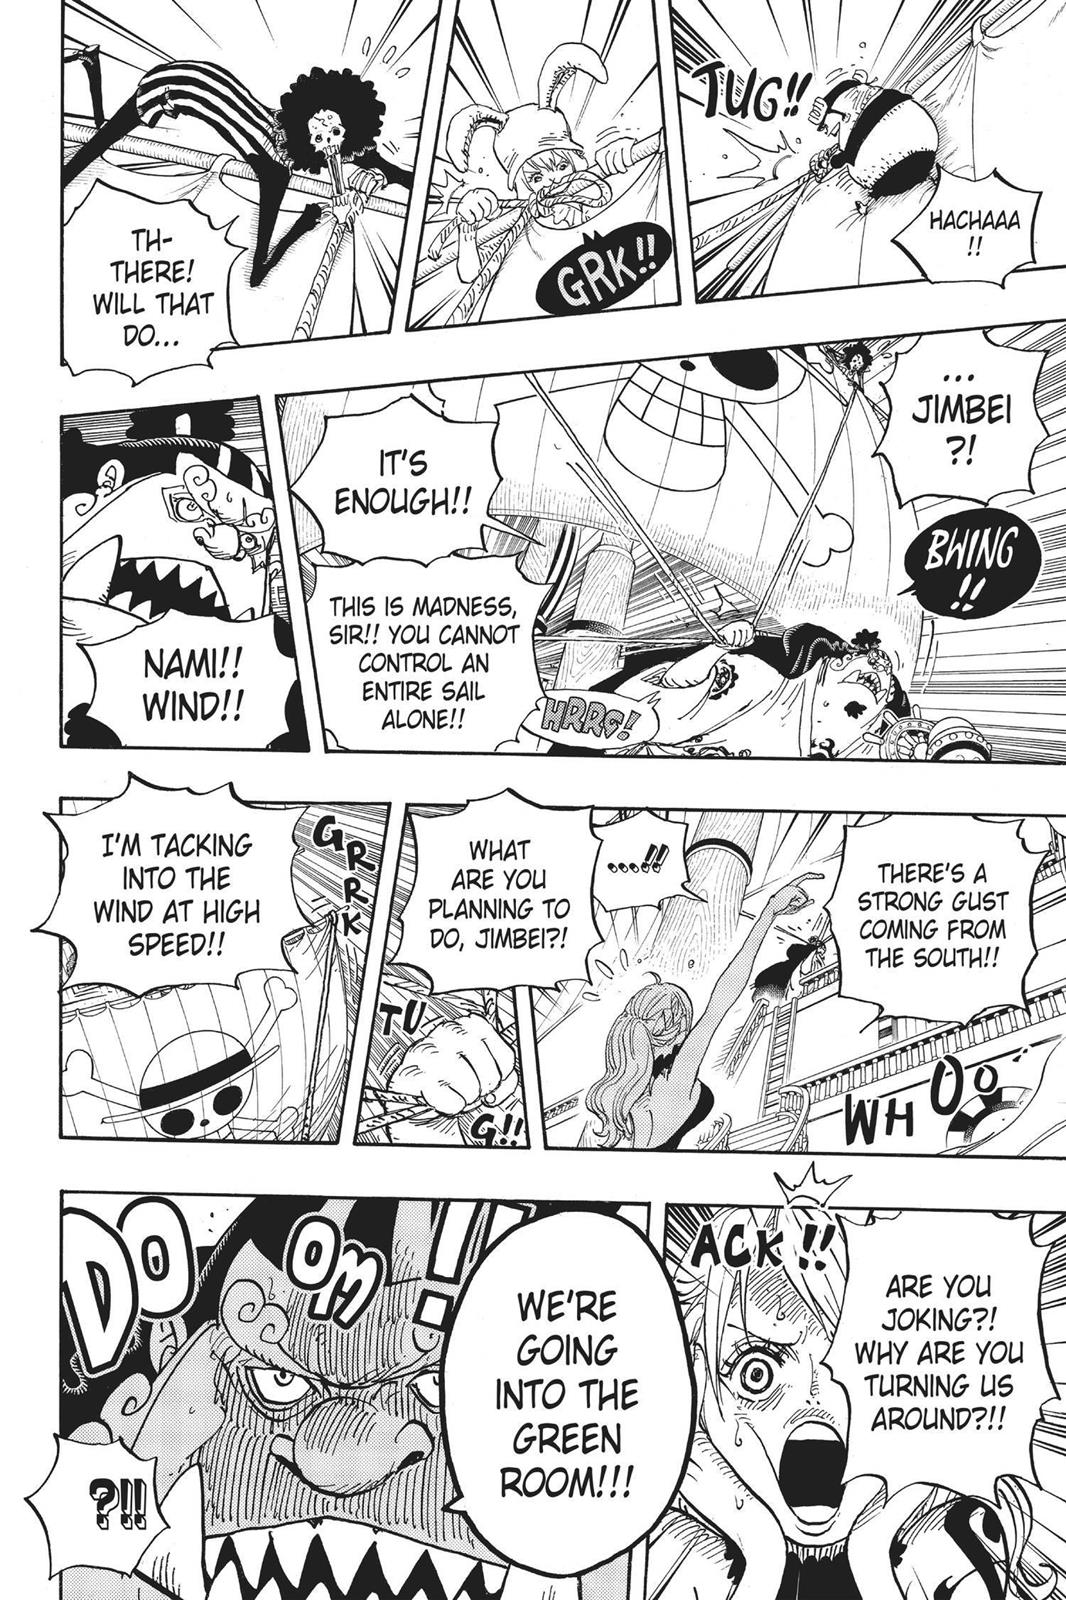 TUG!!
HACHAAA
!!
GRK!!
TH-
THERE!
WILL THAT
DO...
...
JIMBEI
?!
BWING
!!
IT'S
ENOUGH!!
THIS IS MADNESS,
SIR!! YOU CANNOT
CONTROL AN
ENTIRE SAIL
ALONE!!
HRRG!
NAMI!!
WIND!!
THERE'S A
STRONG GUST
COMING FROM
THE SOUTH!!
WHOO
....!!
WHAT
ARE YOU
PLANNING TO
DO, JIMBEI?!
TU
G!!
GRRK
I'M TACKING
INTO THE
WIND AT HIGH
SPEED!!
ACK!!
ARE YOU
JOKING?!
WHY ARE YOU
TURNING US
AROUND?!!
WE'RE
GOING
INTO THE
GREEN
ROOM!!!
DOOM!!
?!!